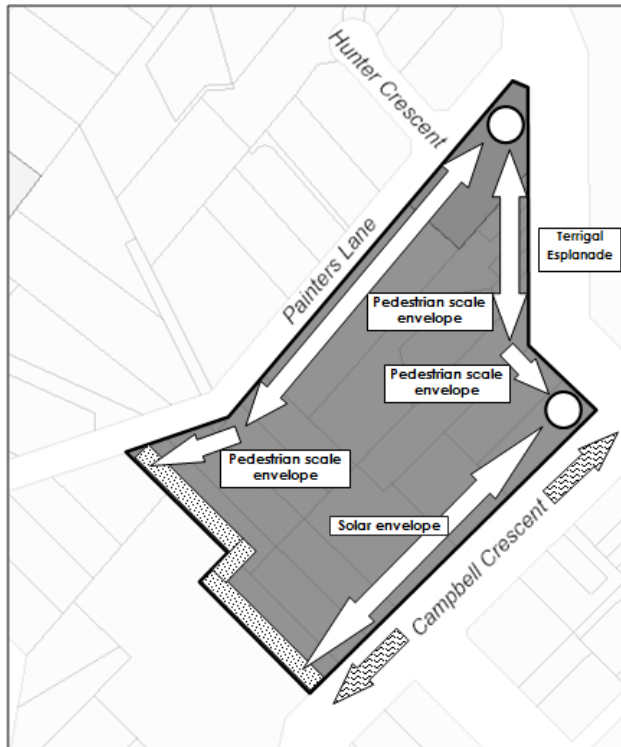 Hunter Crescent
Painters Lane
Terrigal
Esplanade
Pedestrian scale
envelope
Pedestrian scale
envelope
Pedestrian scale
envelope
Solar envelope
Campbell Crescent